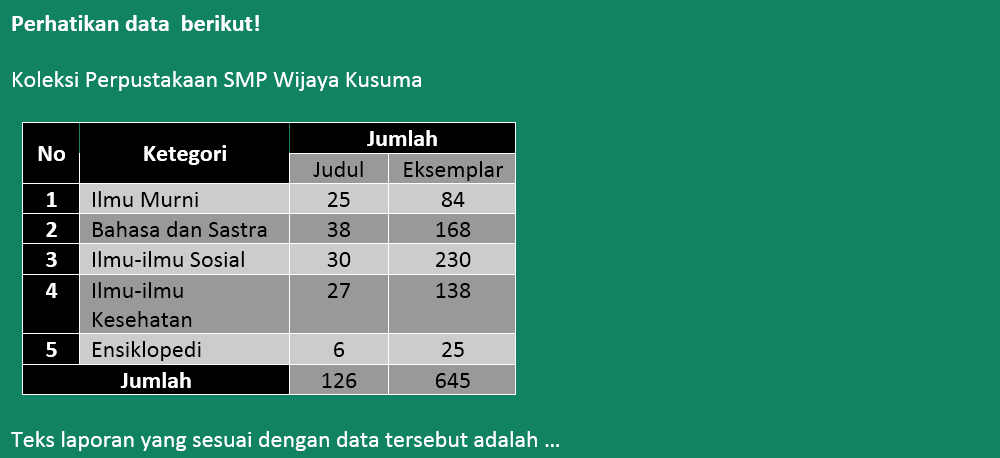 Perhatikan data  berikut!
Koleksi Perpustakaan SMP Wijaya Kusuma
No Ketegori Jumlah
Judul Eksemplar
1 Ilmu Murni 25 84
2 Bahasa dan Sastra 38 168
3 Ilmu-ilmu Sosial 30 230
4 Ilmu-ilmu 27 138
Kesehatan
5 Ensiklopedi 6 25
Jumlah 126 645
Teks laporan yang sesuai dengan data tersebut adalah ...